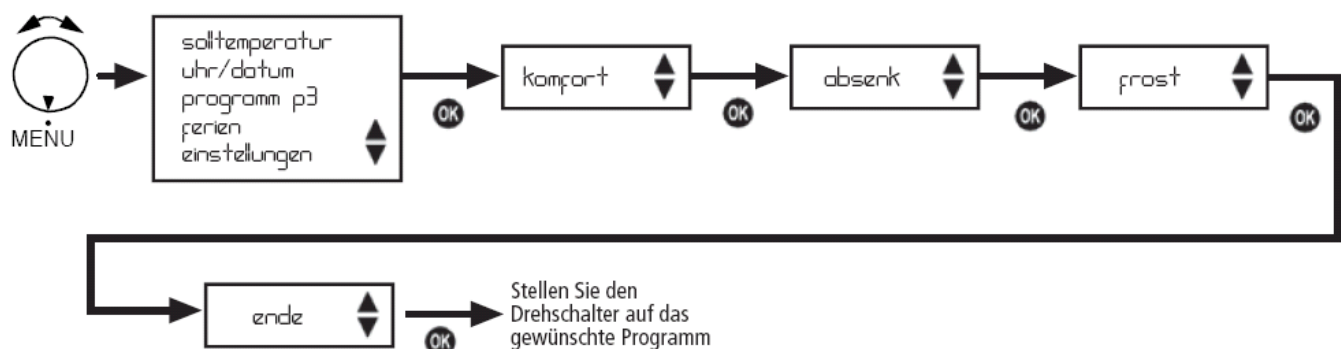 MENU
solltemperatur
uhr/datum
programm p3
ferien
einstellungen
OK
komfort
OK
absenk
OK
frost
OK
ende
OK
Stellen Sie den
Drehschalter auf das
gewünschte Programm